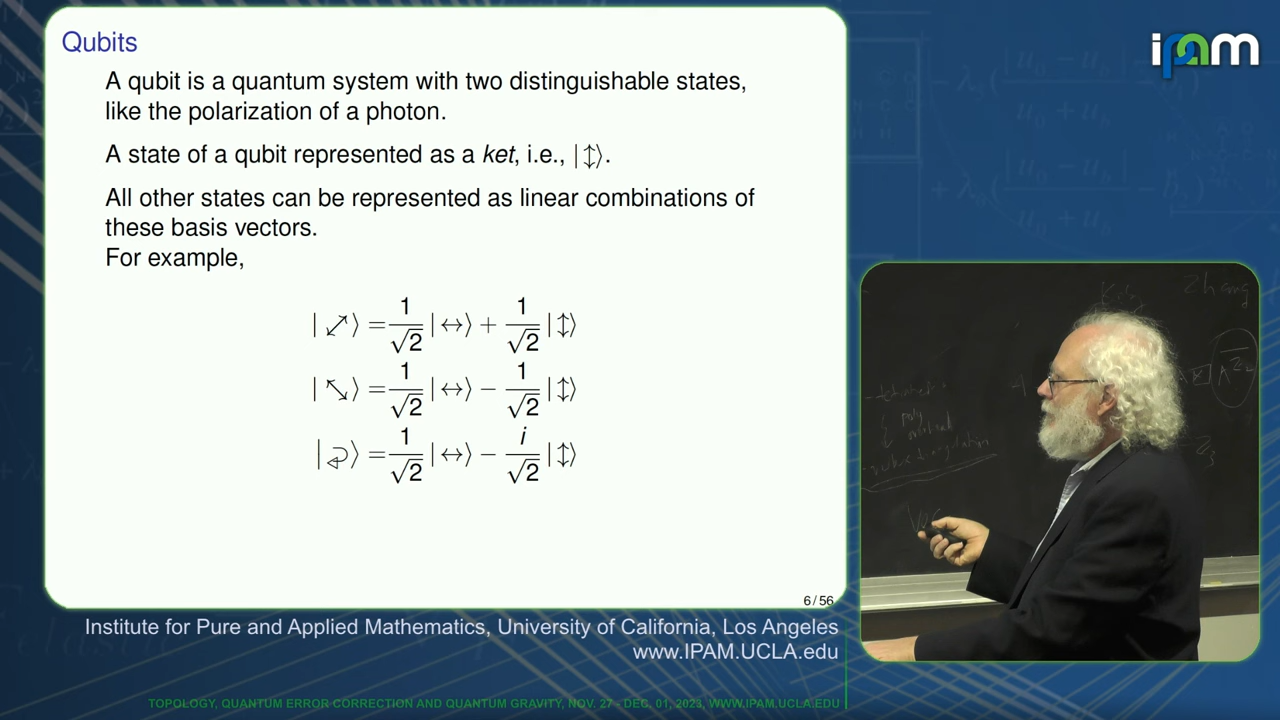 Qubits
A qubit is a quantum system with two distinguishable states,
like the polarization of a photon.
A state of a qubit represented as a ket, i.e., |↕⟩.
All other states can be represented as linear combinations of
these basis vectors.
For example,
|⤢⟩ = 1/√2 |↔⟩ + 1/√2 |↕⟩
|⤡⟩ = 1/√2 |↔⟩ − 1/√2 |↕⟩
|⮔⟩ = 1/√2 |↔⟩ − i/√2 |↕⟩
6/56
ipam
Zhang
poly
Institute for Pure and Applied Mathematics, University of California, Los Angeles
www.IPAM.UCLA.edu
TOPOLOGY, QUANTUM ERROR CORRECTION AND QUANTUM GRAVITY, NOV. 27 - DEC. 01, 2023, WWW.IPAM.UCLA.EDU